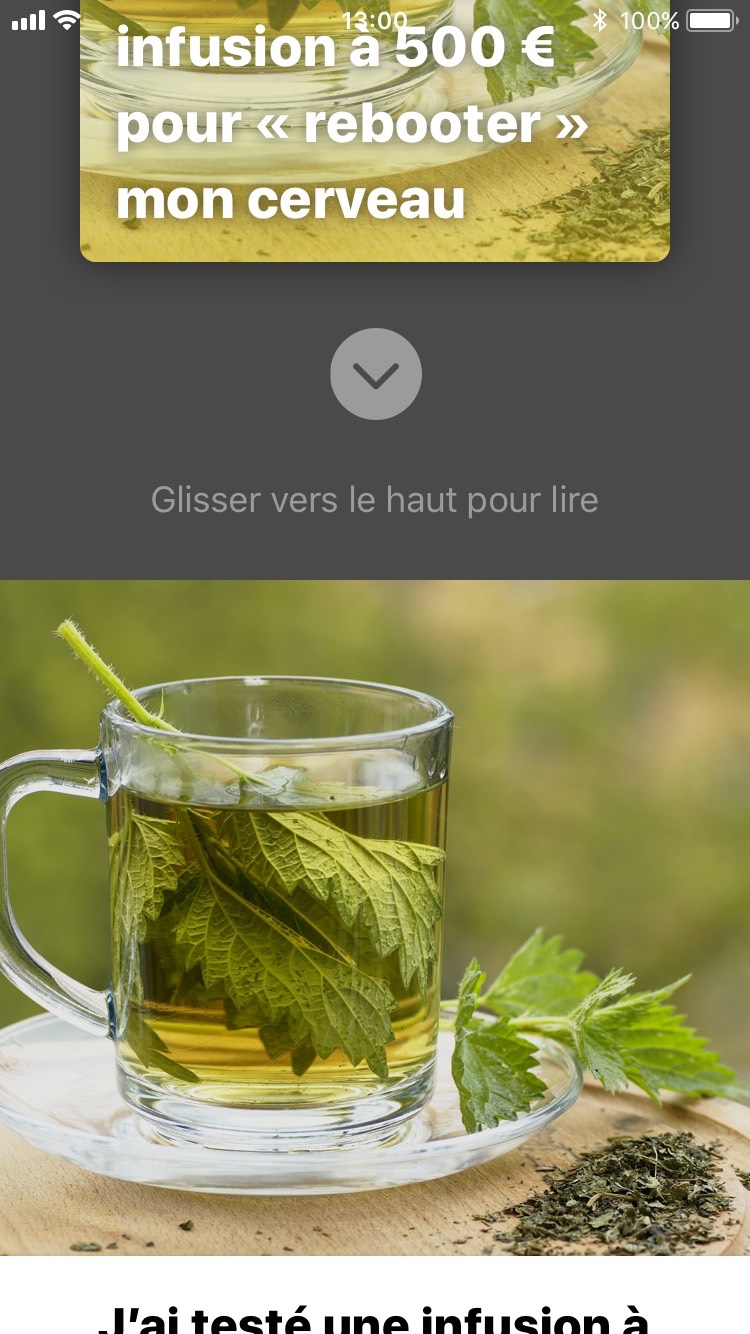 13:00
100%
infusion à 500 €
pour « rebooter »
mon cerveau
Glisser vers le haut pour lire
J’ai testé une infusion à